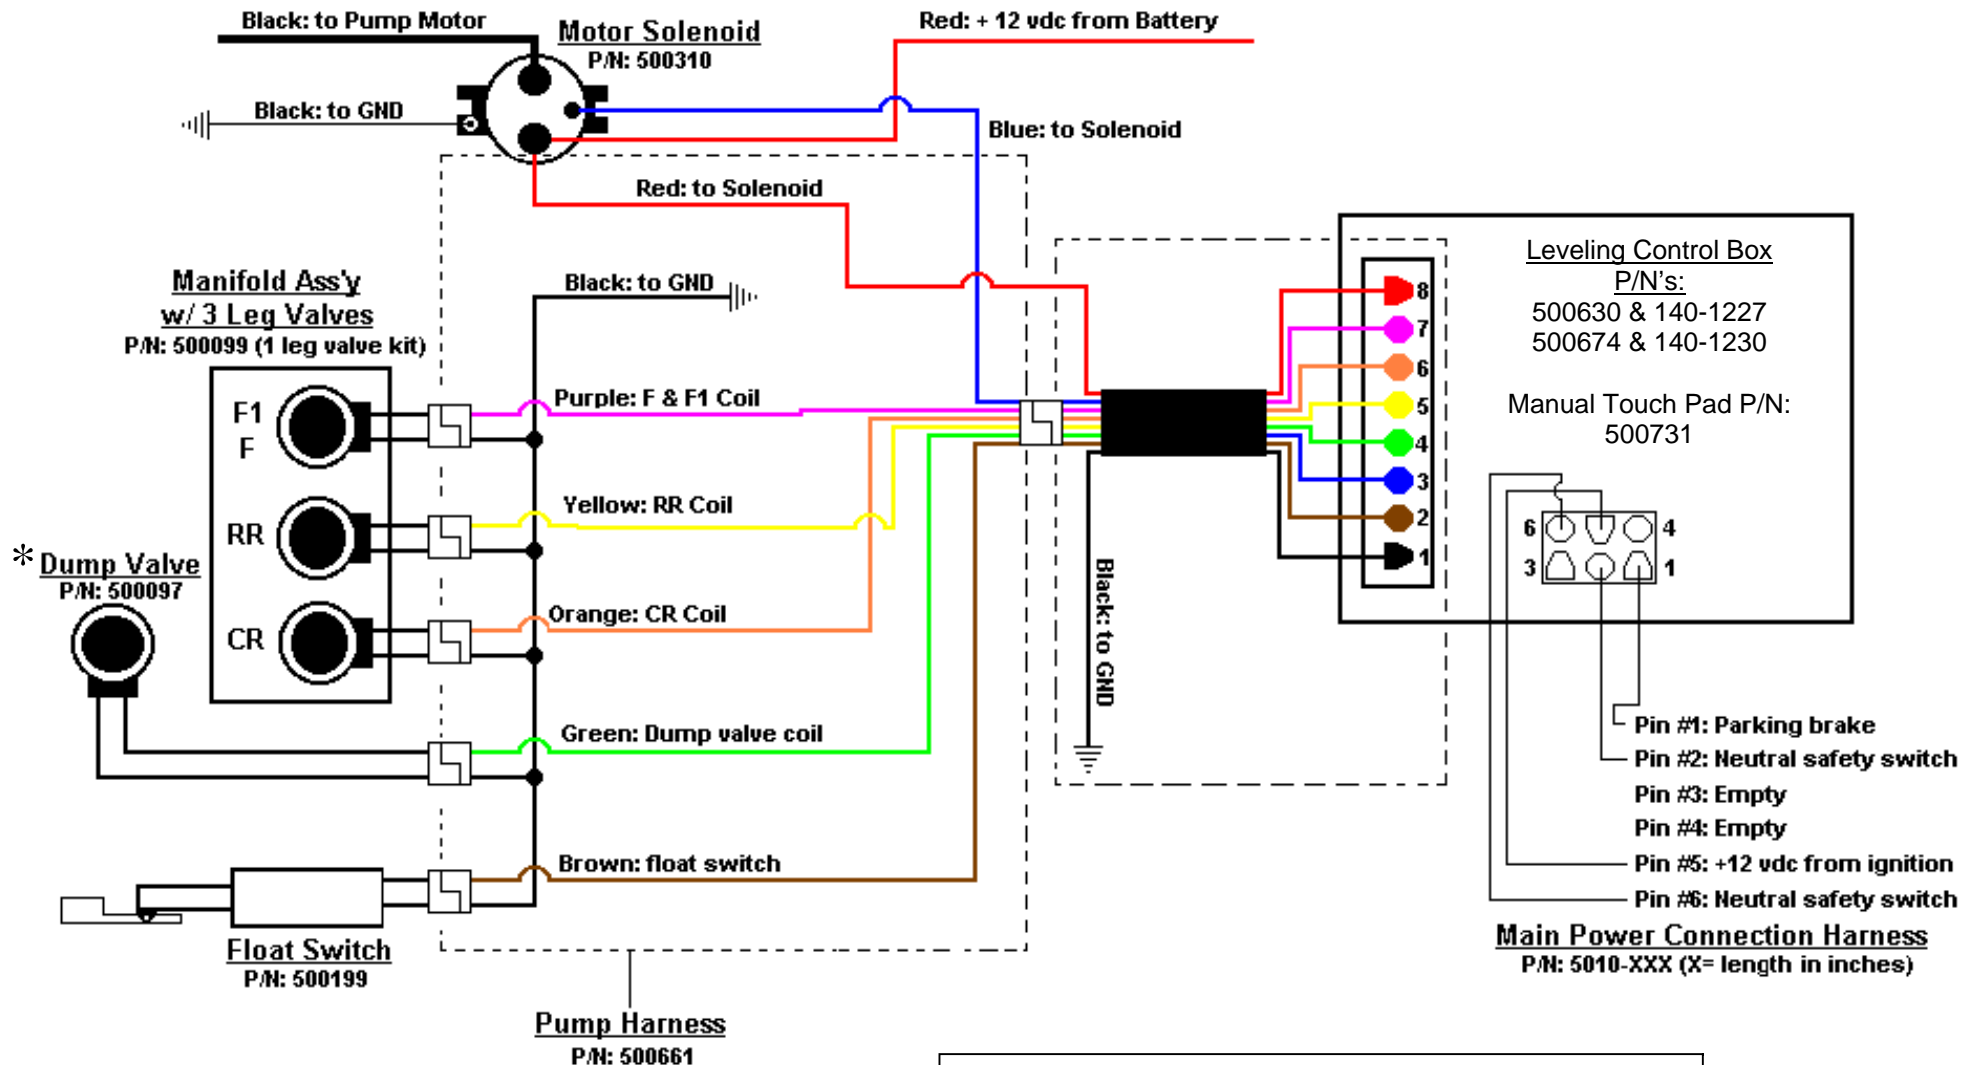 Black: to Pump Motor
Motor Solenoid
P/N: 500310
Red: + 12 vdc from Battery
Black: to GND
Blue: to Solenoid
Red: to Solenoid
Manifold Ass'y
w/ 3 Leg Valves
P/N: 500099 (1 leg valve kit)
Black: to GND
Leveling Control Box
P/N's:
500630 & 140-1227
500674 & 140-1230
Manual Touch Pad P/N:
500731
8
7
6
5
4
3
2
1
F1
F
Purple: F & F1 Coil
RR
Yellow: RR Coil
* Dump Valve
P/N: 500097
CR
Orange: CR Coil
Black: to GND
6
4
3
1
Green: Dump valve coil
Pin #1: Parking brake
Pin #2: Neutral safety switch
Pin #3: Empty
Pin #4: Empty
Pin #5: +12 vdc from ignition
Pin #6: Neutral safety switch
Brown: float switch
Main Power Connection Harness
P/N: 5010-XXX (X= length in inches)
Float Switch
P/N: 500199
Pump Harness
P/N: 500661